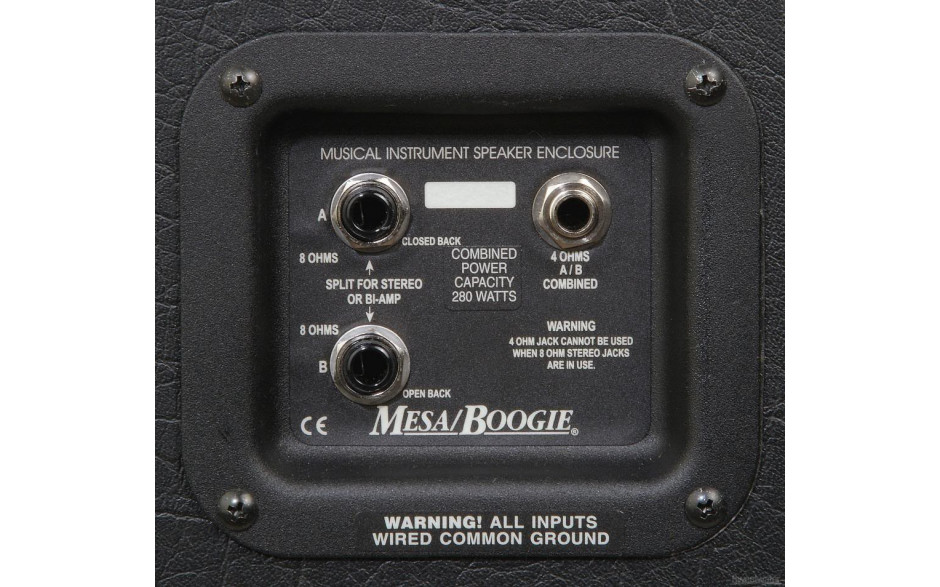 MUSICAL INSTRUMENT SPEAKER ENCLOSURE
A
CLOSED BACK
8 OHMS
SPLIT FOR STEREO
OR BI-AMP
8 OHMS
B
OPEN BACK
COMBINED
POWER
CAPACITY
280 WATTS
4 OHMS
A / B
COMBINED
WARNING
4 OHM JACK CANNOT BE USED
WHEN 8 OHM STEREO JACKS
ARE IN USE.
CE
MESA/BOOGIE®
WARNING! ALL INPUTS
WIRED COMMON GROUND